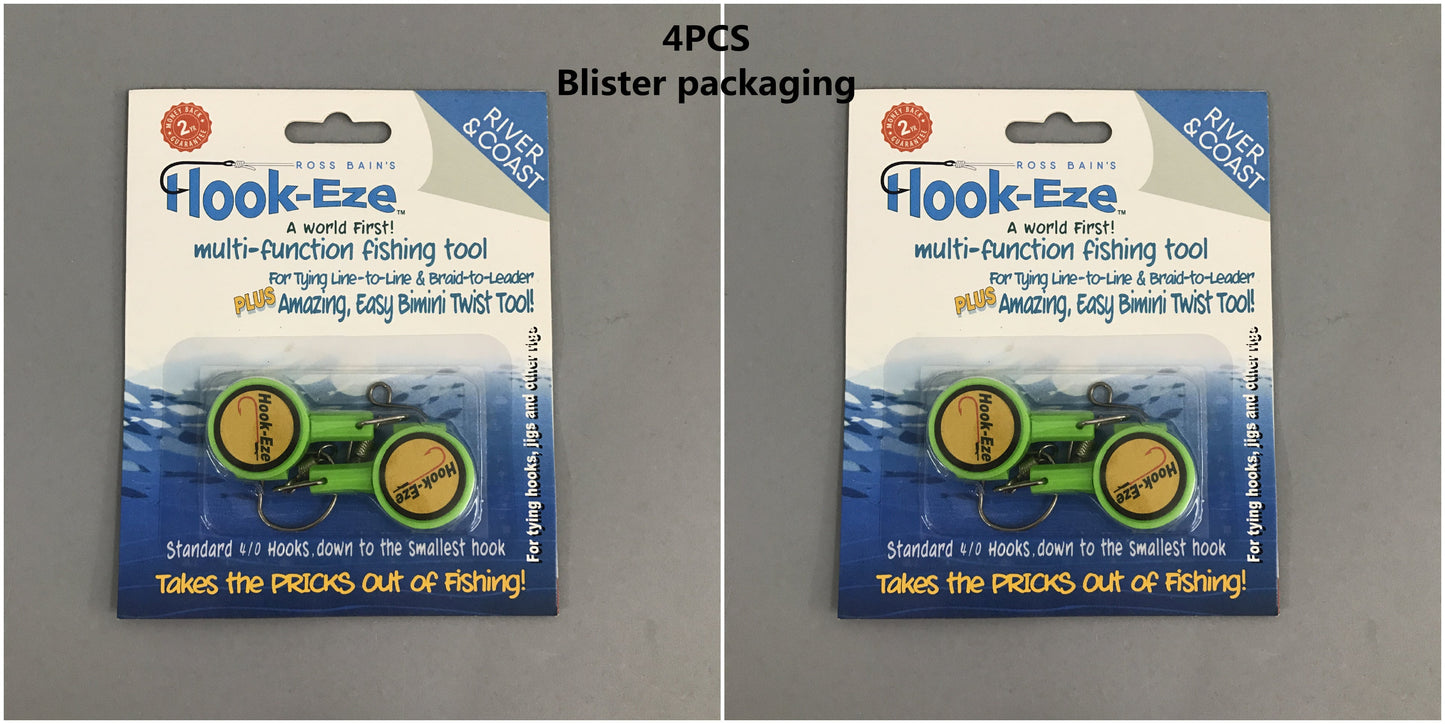 4PCS
Blister packaging
MONEY BACK
2 YR
GUARANTEE
RIVER
& COAST
ROSS BAIN'S
Hook-Eze™
A World First!
multi-function fishing tool
For Tying Line-to-Line & Braid-to-Leader
PLUS Amazing, Easy Bimini Twist Tool!
For tying hooks, jigs and other rigs
Hook-Eze
Hook-Eze
Standard 4/0 Hooks, down to the smallest hook
Takes the PRICKS Out of Fishing!
MONEY BACK
2 YR
GUARANTEE
RIVER
& COAST
ROSS BAIN'S
Hook-Eze™
A World First!
multi-function fishing tool
For Tying Line-to-Line & Braid-to-Leader
PLUS Amazing, Easy Bimini Twist Tool!
For tying hooks, jigs and other rigs
Hook-Eze
Hook-Eze
Standard 4/0 Hooks, down to the smallest hook
Takes the PRICKS Out of Fishing!